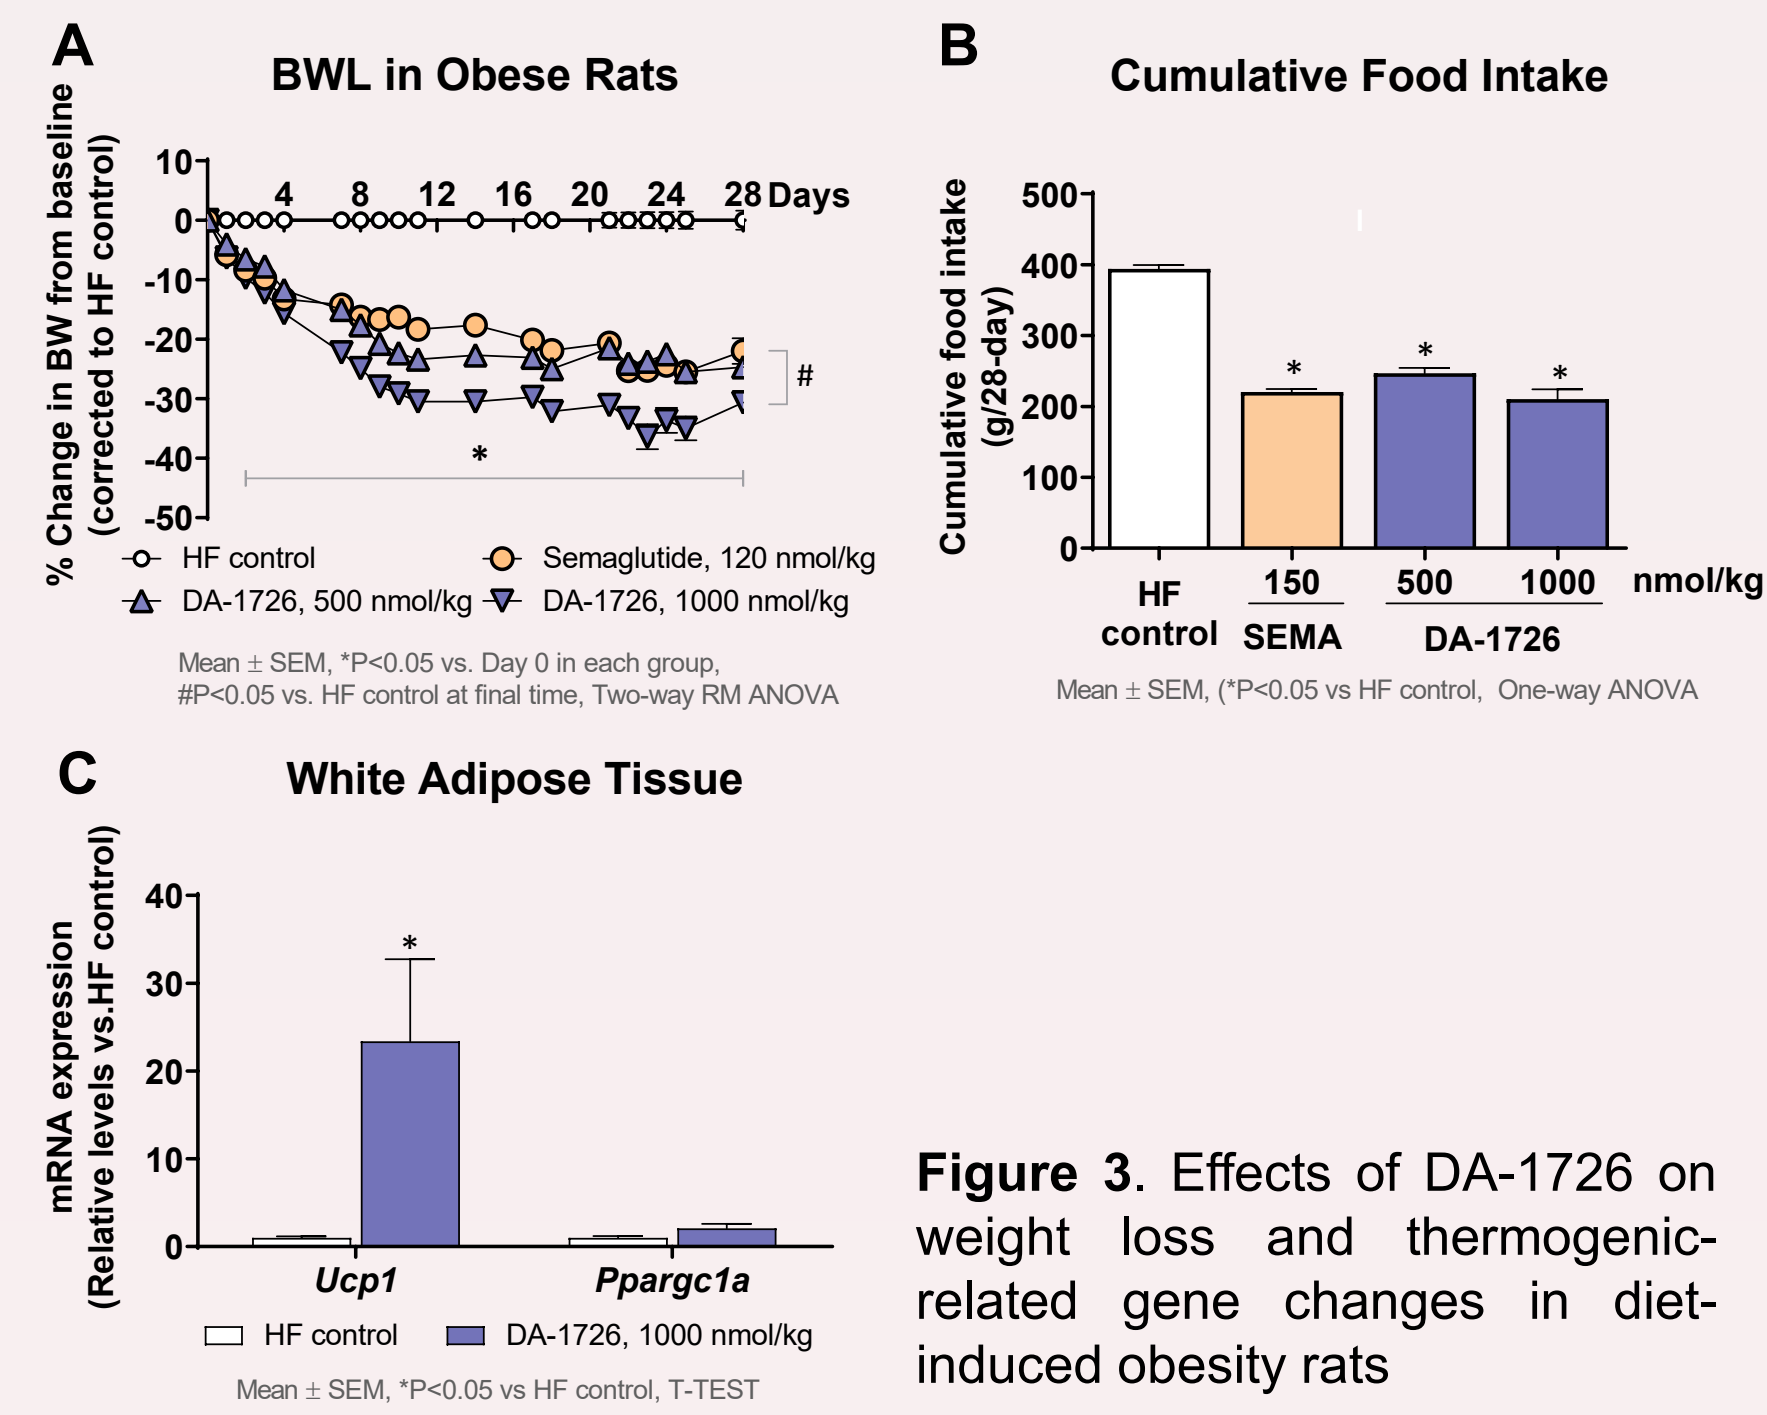 A
BWL in Obese Rats
% Change in BW from baseline
(corrected to HF control)
10
0
-10
-20
-30
-40
-50
4 8 12 16 20 24 28 Days
#
*
HF control
Semaglutide, 120 nmol/kg
DA-1726, 500 nmol/kg
DA-1726, 1000 nmol/kg
Mean ± SEM, *P<0.05 vs. Day 0 in each group,
#P<0.05 vs. HF control at final time, Two-way RM ANOVA
B
Cumulative Food Intake
Cumulative food intake
(g/28-day)
500
400
300
200
100
0
* * *
HF
control
150 500 1000 nmol/kg
SEMA DA-1726
Mean ± SEM, (*P<0.05 vs HF control, One-way ANOVA
C
White Adipose Tissue
mRNA expression
(Relative levels vs.HF control)
40
30
20
10
0
*
Ucp1 Ppargc1a
HF control DA-1726, 1000 nmol/kg
Mean ± SEM, *P<0.05 vs HF control, T-TEST
Figure 3. Effects of DA-1726 on
weight loss and thermogenic-
related gene changes in diet-
induced obesity rats